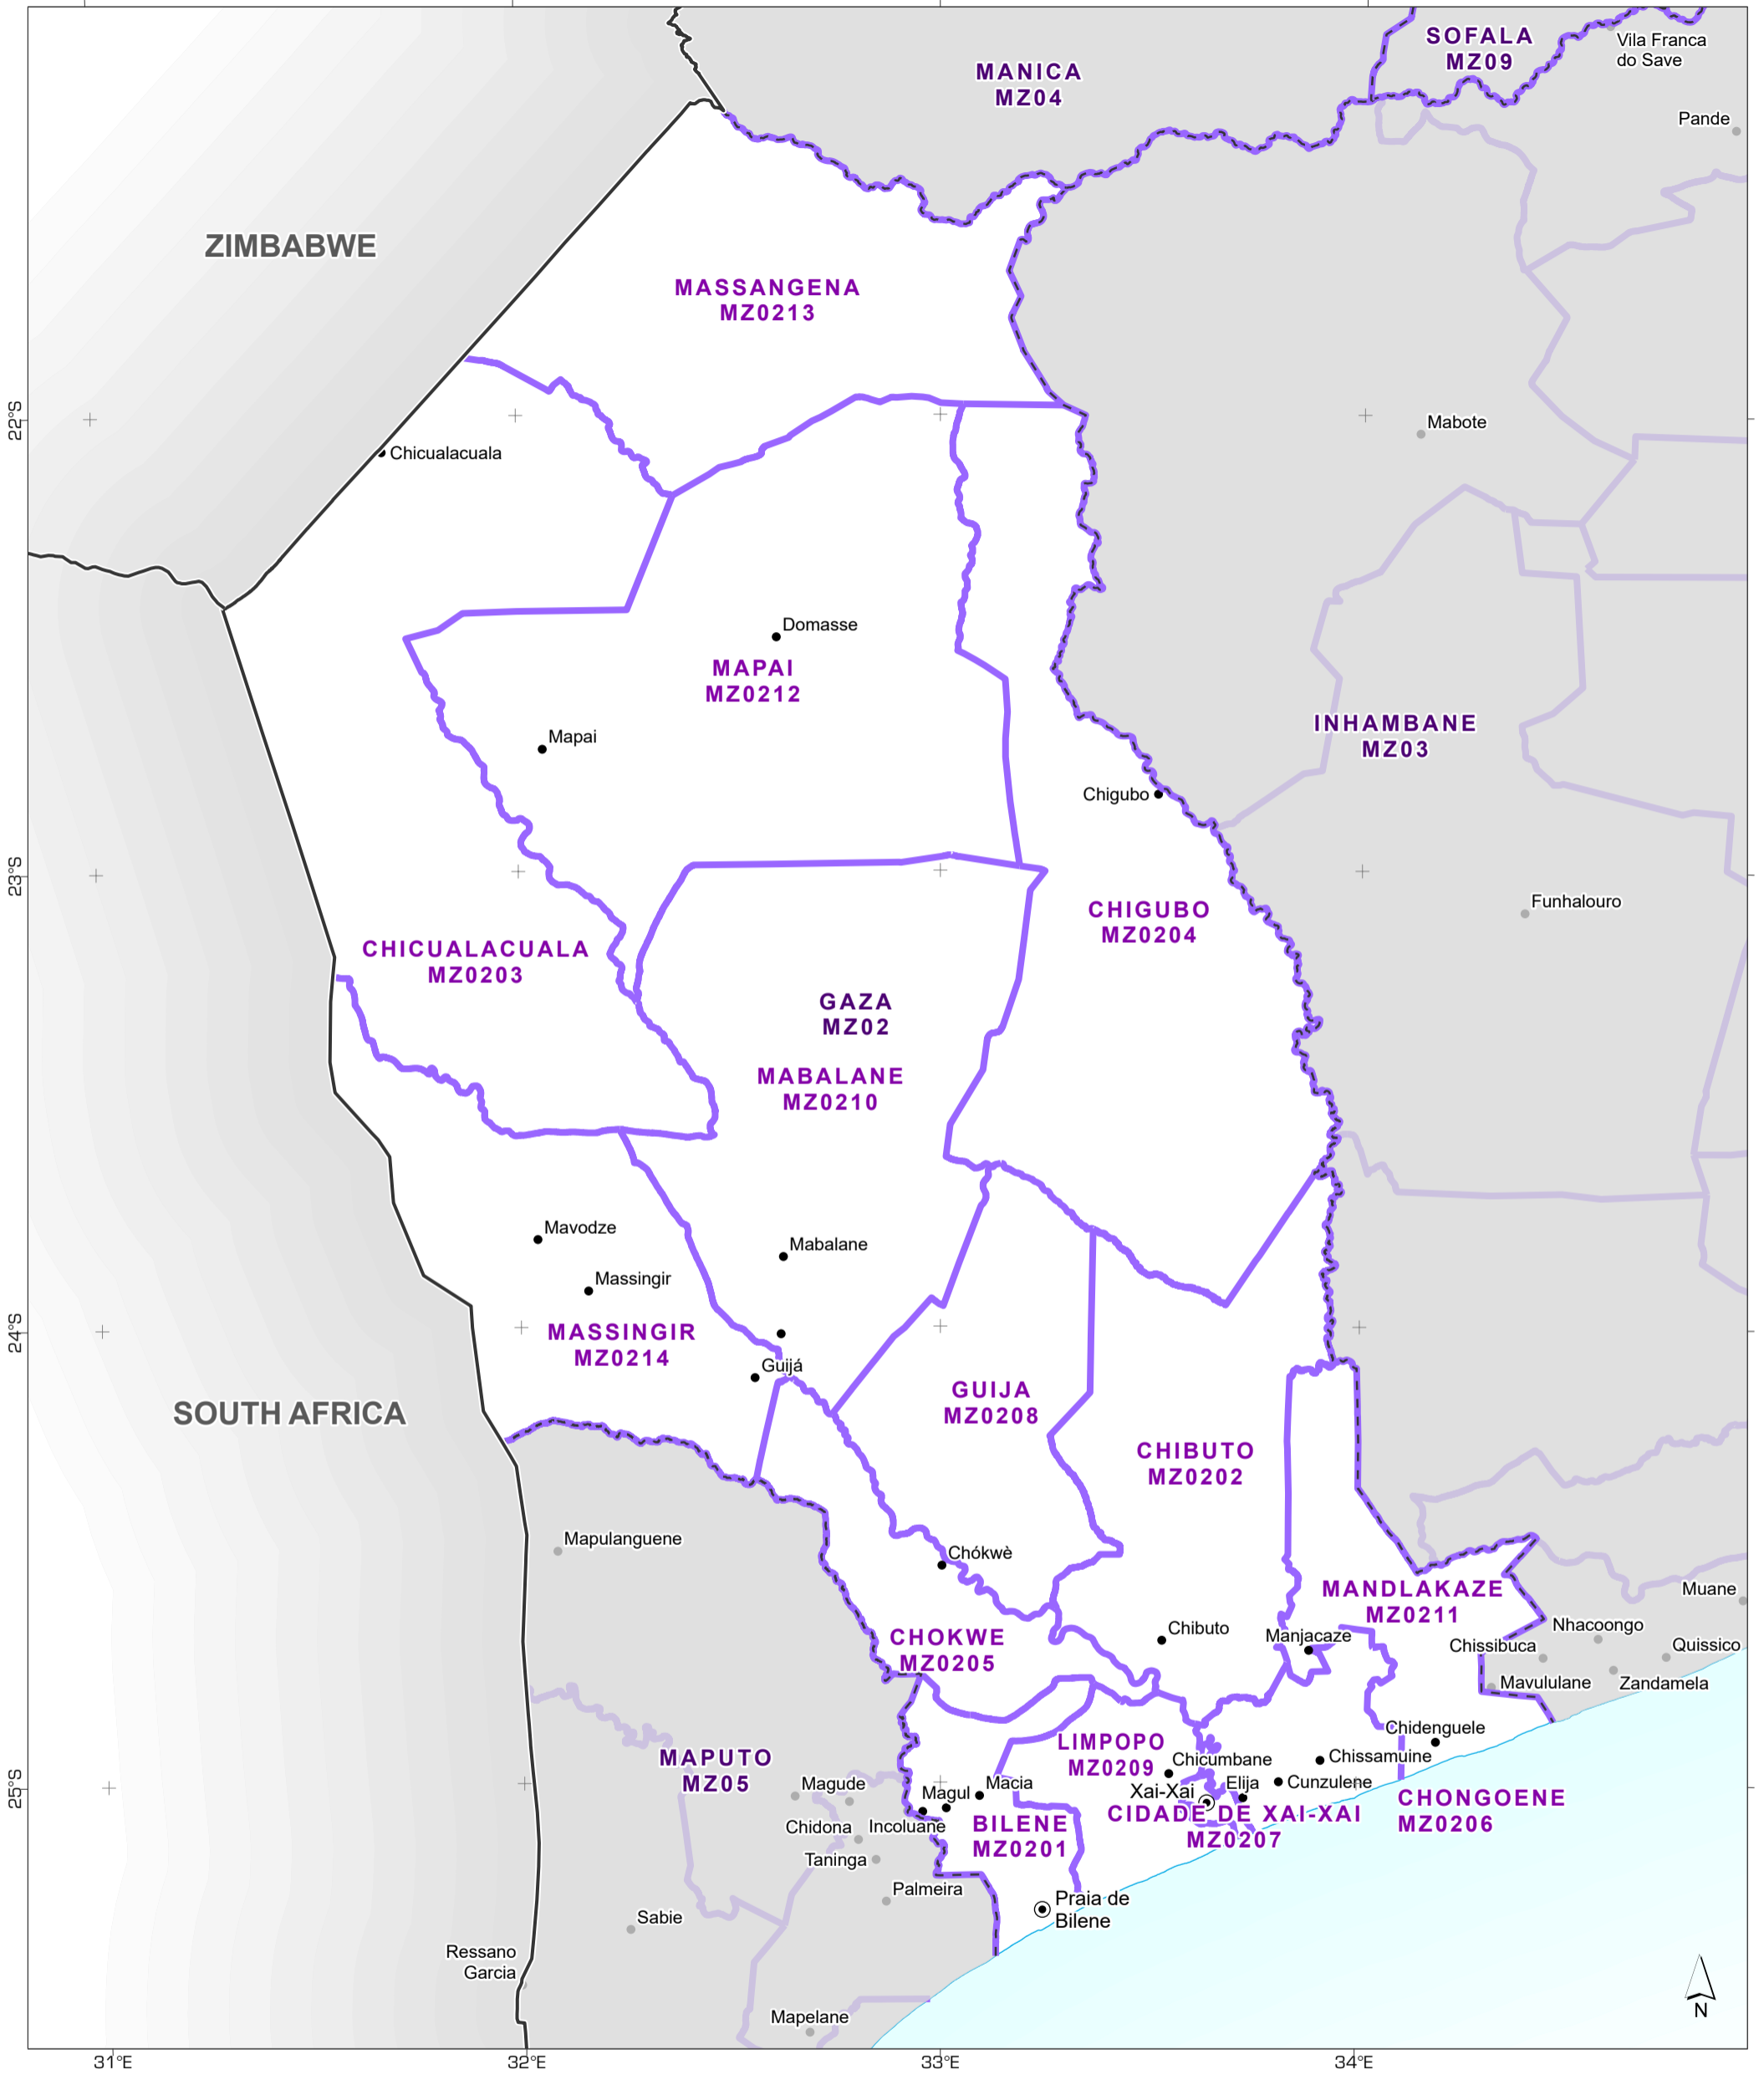 SOFALA
MZ09
Vila Franca
do Save
MANICA
MZ04
Pande
ZIMBABWE
MASSANGENA
MZ0213
22°S
Mabote
Chicualacuala
Domasse
MAPAI
MZ0212
INHAMBANE
MZ03
Mapai
Chigubo
23°S
Funhalouro
CHIGUBO
MZ0204
CHICUALACUALA
MZ0203
GAZA
MZ02
MABALANE
MZ0210
Mavodze
Mabalane
Massingir
24°S
MASSINGIR
MZ0214
Guijá
GUIJA
MZ0208
SOUTH AFRICA
CHIBUTO
MZ0202
Mapulanguene
Chókwè
MANDLAKAZE
MZ0211
Muane
Nhacoongo
Chibuto
Manjacaze
CHOKWE
MZ0205
Chissibuca
Quissico
Mavululane
Zandamela
Chidenguele
LIMPOPO
MZ0209
MAPUTO
MZ05
Chicumbane
Chissamuine
25°S
Magude
Magul
Macia
Xai-Xai
Elija
Cunzulene
CHONGOENE
MZ0206
CIDADE DE XAI-XAI
MZ0207
Chidona
Incoluane
BILENE
MZ0201
Taninga
Palmeira
Praia de
Bilene
Sabie
Ressano
Garcia
Mapelane
N
31°E
32°E
33°E
34°E